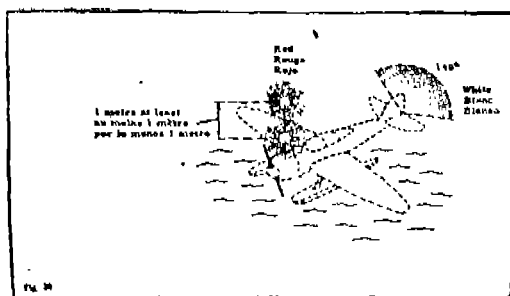 Red
Rouge
Rojo
White
Blanc
Blanco
1 metre at least
au moins 1 mètre
por lo menos 1 metro